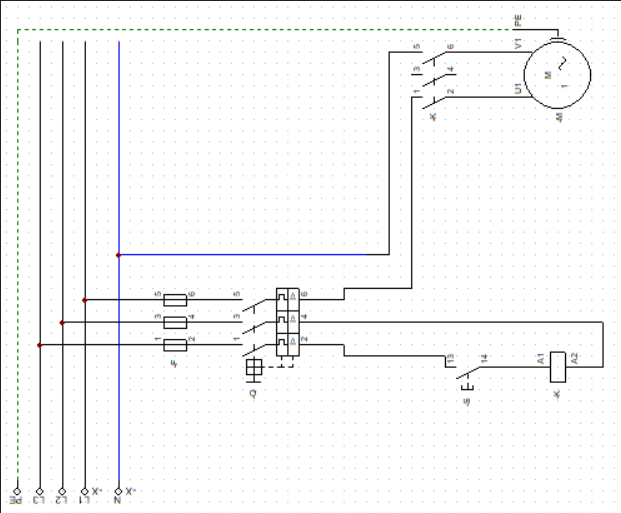 PE
5 6 V1
3 4 M
1 2 U1 1
-K -M
5 6 5 6
3 4 3 4
1 2 1 2
13 14 A1 A2
-F
-Q -S -K
PE L3 L2 L1 -X N -X